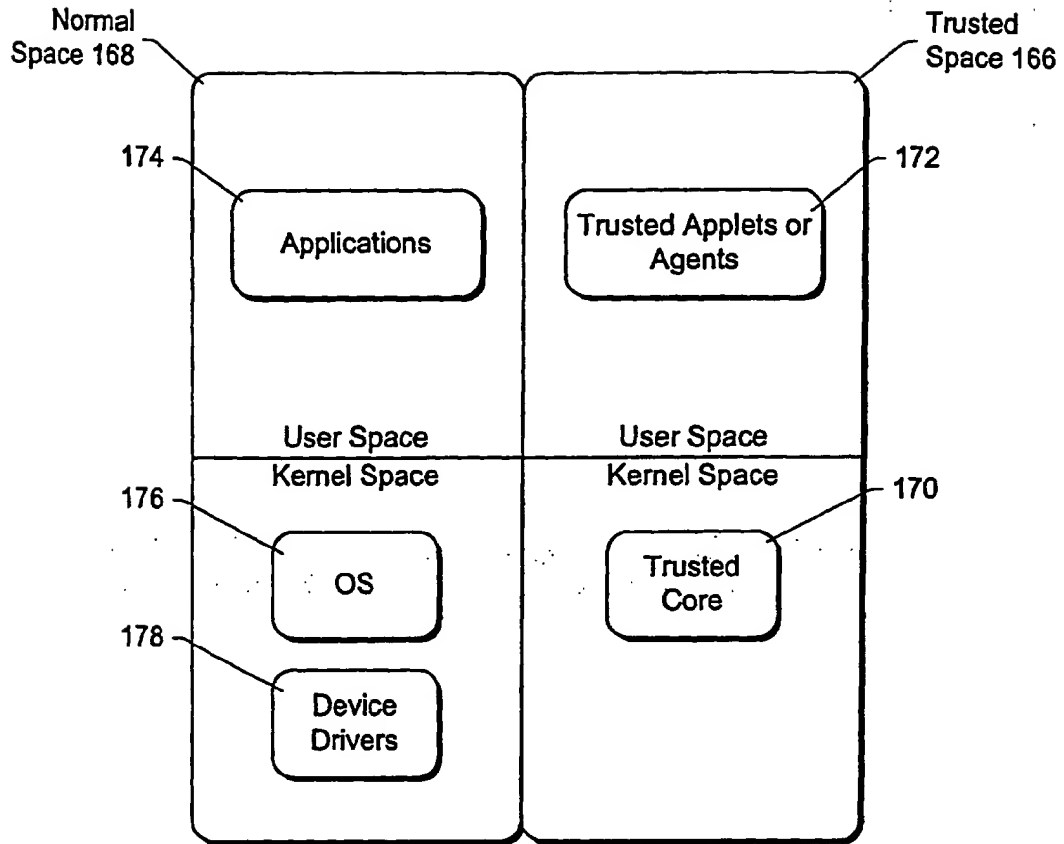 Normal
Space 168
Trusted
Space 166
174
172
Applications
Trusted Applets or
Agents
User Space
User Space
Kernel Space
Kernel Space
176
170
OS
Trusted
Core
178
Device
Drivers